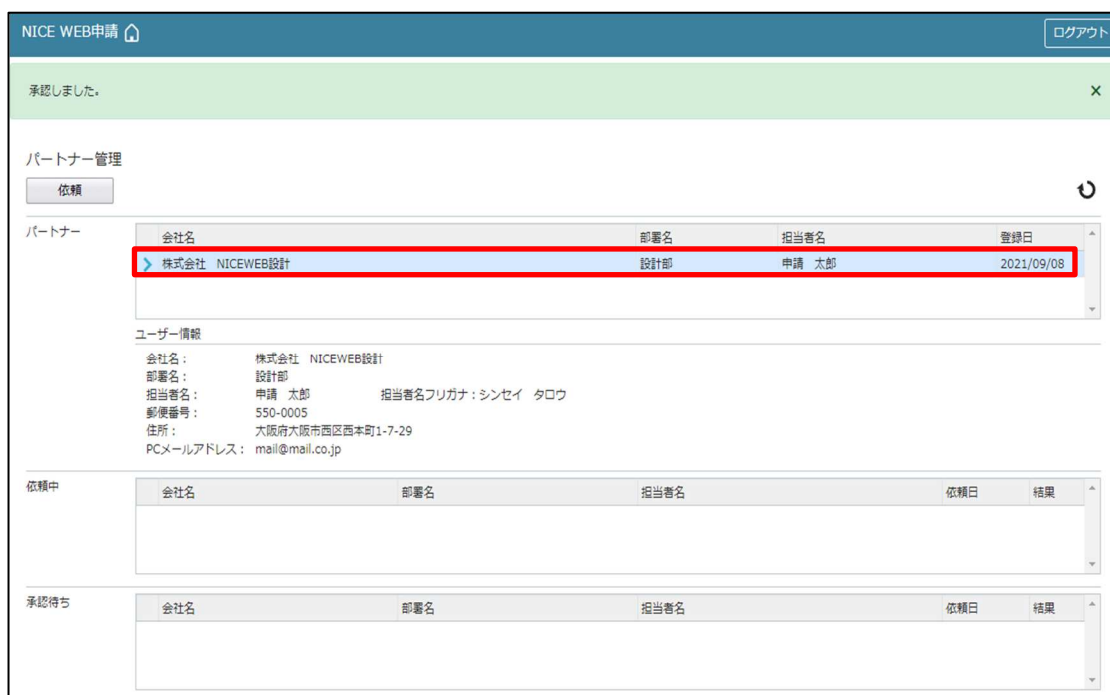 NICE WEB申請 ログアウト
承認しました。 ×
パートナー管理
依頼
パートナー
会社名 部署名 担当者名 登録日
株式会社　NICEWEB設計 設計部 申請　太郎 2021/09/08
ユーザー情報
会社名： 株式会社　NICEWEB設計
部署名： 設計部
担当者名： 申請　太郎 担当者名フリガナ：シンセイ　タロウ
郵便番号： 550-0005
住所： 大阪府大阪市西区西本町1-7-29
PCメールアドレス： mail@mail.co.jp
依頼中
会社名 部署名 担当者名 依頼日 結果
承認待ち
会社名 部署名 担当者名 依頼日 結果